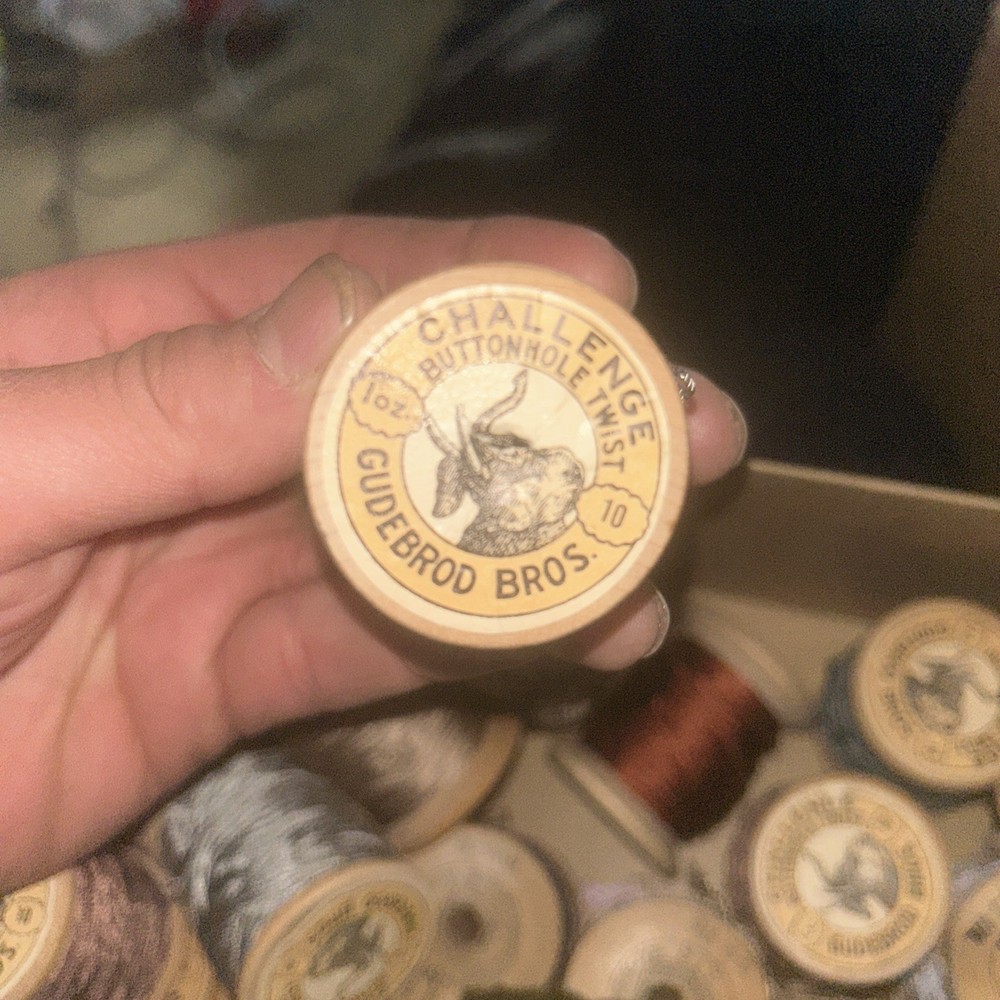 CHALLENGE
BUTTONHOLE TWIST
1oz.
10
GUDEBROD BROS.